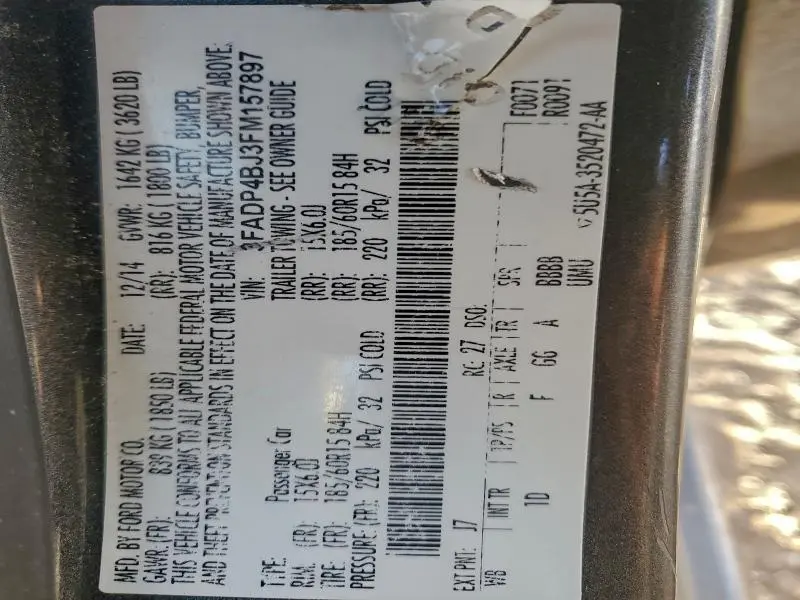 MFD. BY FORD MOTOR CO. DATE: 12/14 GVWR: 1642 KG ( 3620 LB)
GAWR: (FR): 839 KG ( 1850 LB) (RR): 816 KG ( 1800 LB)
THIS VEHICLE CONFORMS TO ALL APPLICABLE FEDERAL MOTOR VEHICLE SAFETY, BUMPER,
AND THEFT PREVENTION STANDARDS IN EFFECT ON THE DATE OF MANUFACTURE SHOWN ABOVE.
VIN: 3FADP4BJ3FM157897
TYPE: Passenger Car TRAILER TOWING - SEE OWNER GUIDE
RIM: (FR): 15X6.0J (RR): 15X6.0J
TIRE: (FR): 185/60R15 84H (RR): 185/60R15 84H
PRESSURE (FR): 220 kPa/ 32 PSI COLD (RR): 220 kPa/ 32 PSI COLD
EXT PNT: J7 RC: 27 DSO: F0071
R0097
WB INT TR TP/PS R AXLE TR SPR
1D F GG A BBBB
UMU
5U5A-3520472-AA